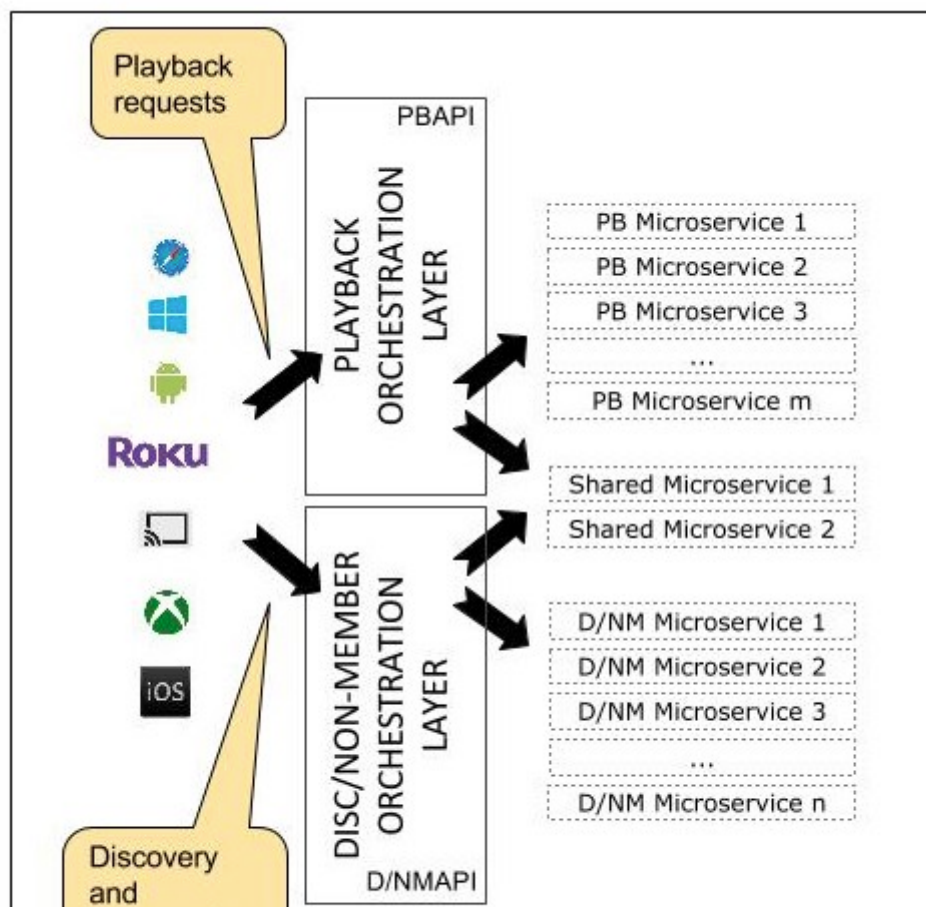 Playback
requests
PBAPI
PLAYBACK
ORCHESTRATION
LAYER
PB Microservice 1
PB Microservice 2
PB Microservice 3
...
PB Microservice m
ROKU
iOS
Shared Microservice 1
Shared Microservice 2
DISC/NON-MEMBER
ORCHESTRATION
LAYER
D/NMAPI
D/NM Microservice 1
D/NM Microservice 2
D/NM Microservice 3
...
D/NM Microservice n
Discovery
and